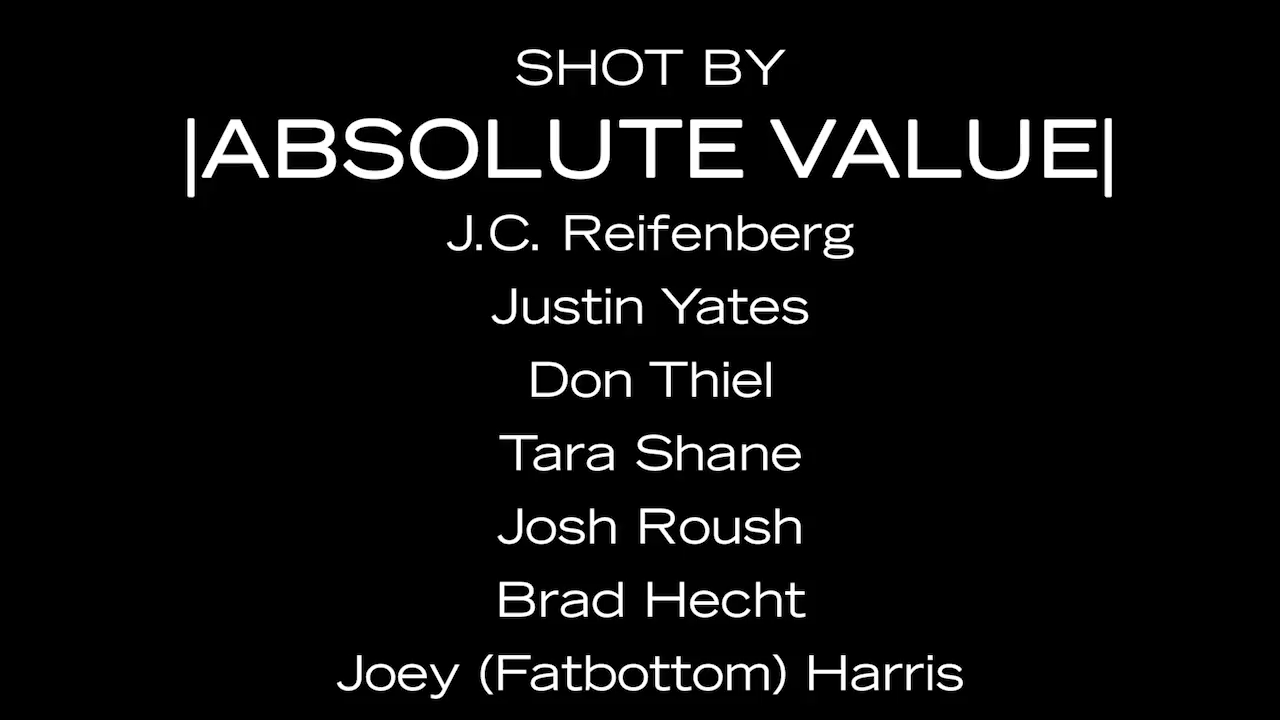 SHOT BY
|ABSOLUTE VALUE|
J.C. Reifenberg
Justin Yates
Don Thiel
Tara Shane
Josh Roush
Brad Hecht
Joey (Fatbottom) Harris